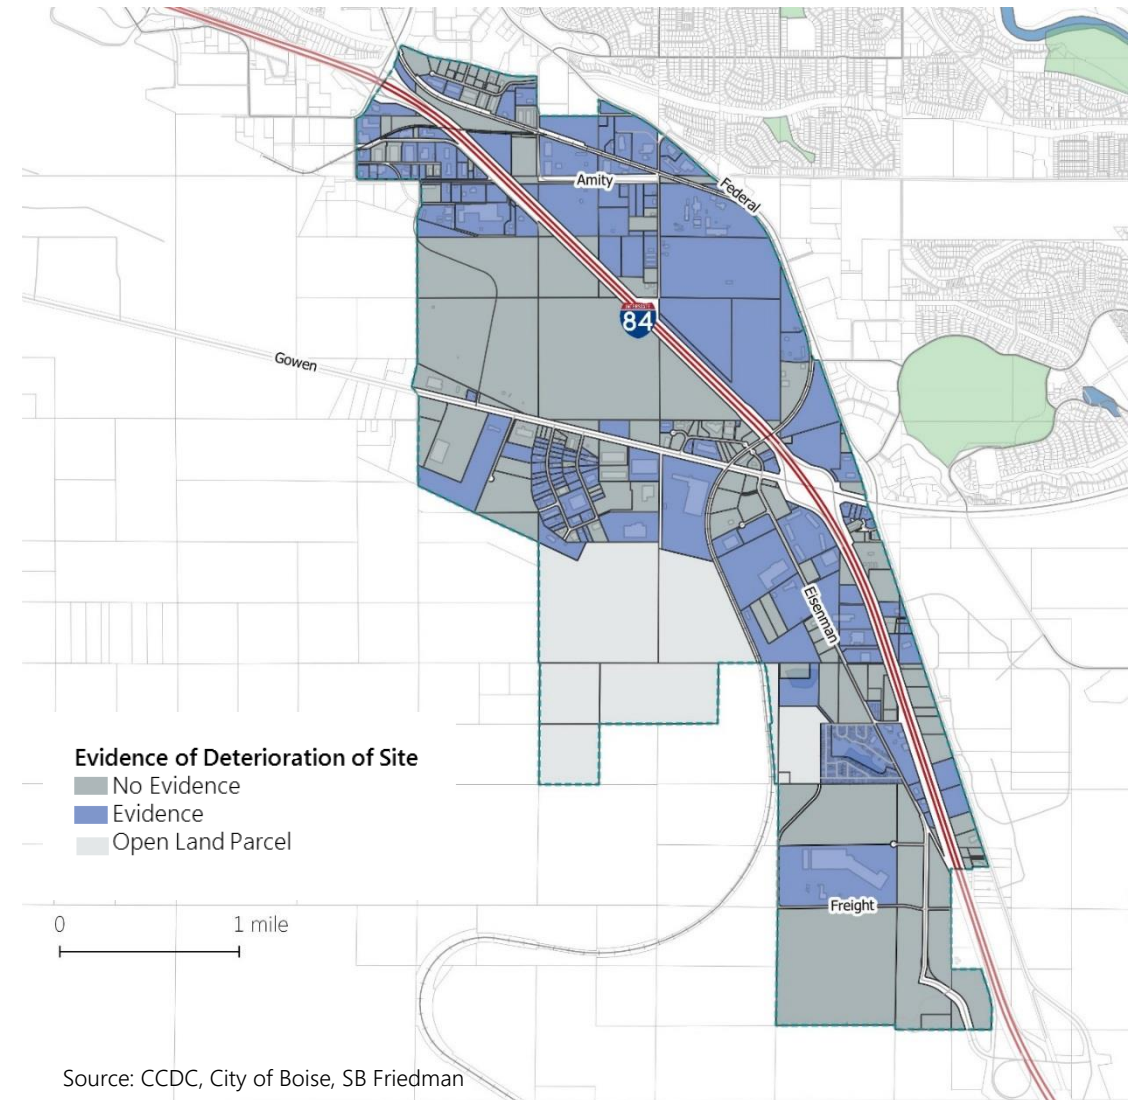 Amity
Federal
84
Gowen
Eisenman
Evidence of Deterioration of Site
No Evidence
Evidence
Open Land Parcel
Freight
0 1 mile
Source: CCDC, City of Boise, SB Friedman